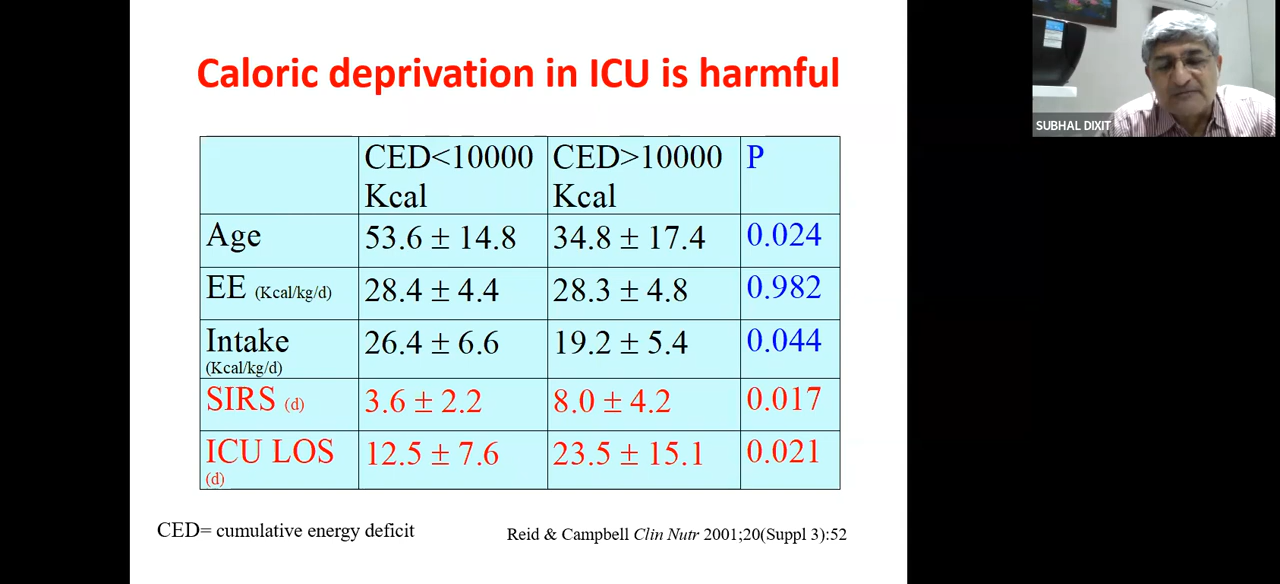 Caloric deprivation in ICU is harmful
SUBHAL DIXIT
CED<10000 Kcal CED>10000 Kcal P
Age 53.6 ± 14.8 34.8 ± 17.4 0.024
EE (Kcal/kg/d) 28.4 ± 4.4 28.3 ± 4.8 0.982
Intake (Kcal/kg/d) 26.4 ± 6.6 19.2 ± 5.4 0.044
SIRS (d) 3.6 ± 2.2 8.0 ± 4.2 0.017
ICU LOS (d) 12.5 ± 7.6 23.5 ± 15.1 0.021
CED= cumulative energy deficit
Reid & Campbell Clin Nutr 2001;20(Suppl 3):52